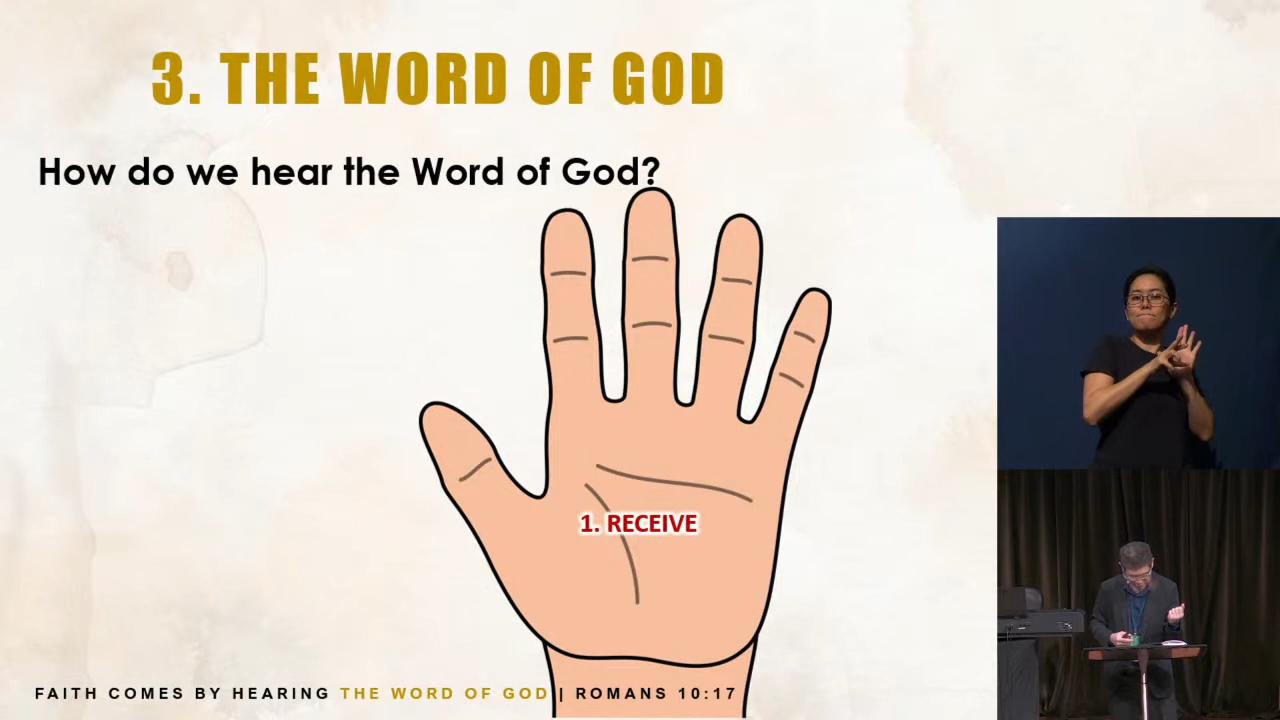 3. THE WORD OF GOD
How do we hear the Word of God?
1. RECEIVE
FAITH COMES BY HEARING THE WORD OF GOD | ROMANS 10:17